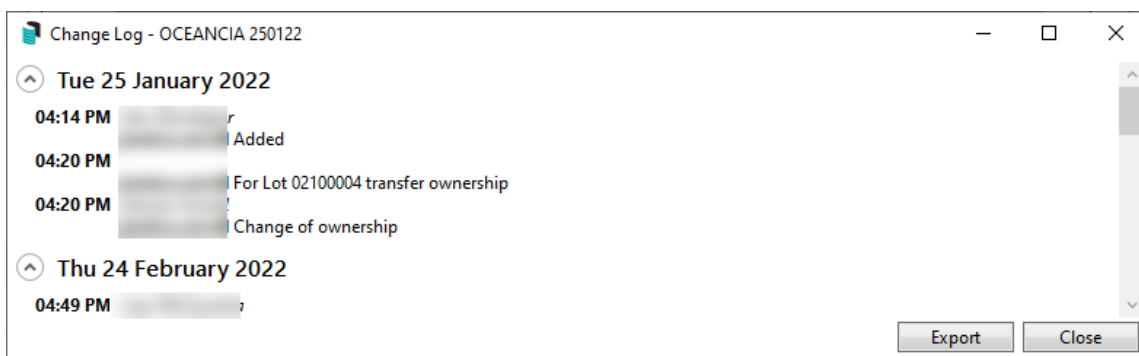 Change Log - OCEANCIA 250122
Tue 25 January 2022
04:14 PM
Added
04:20 PM
For Lot 02100004 transfer ownership
04:20 PM
Change of ownership
Thu 24 February 2022
04:49 PM
Export Close